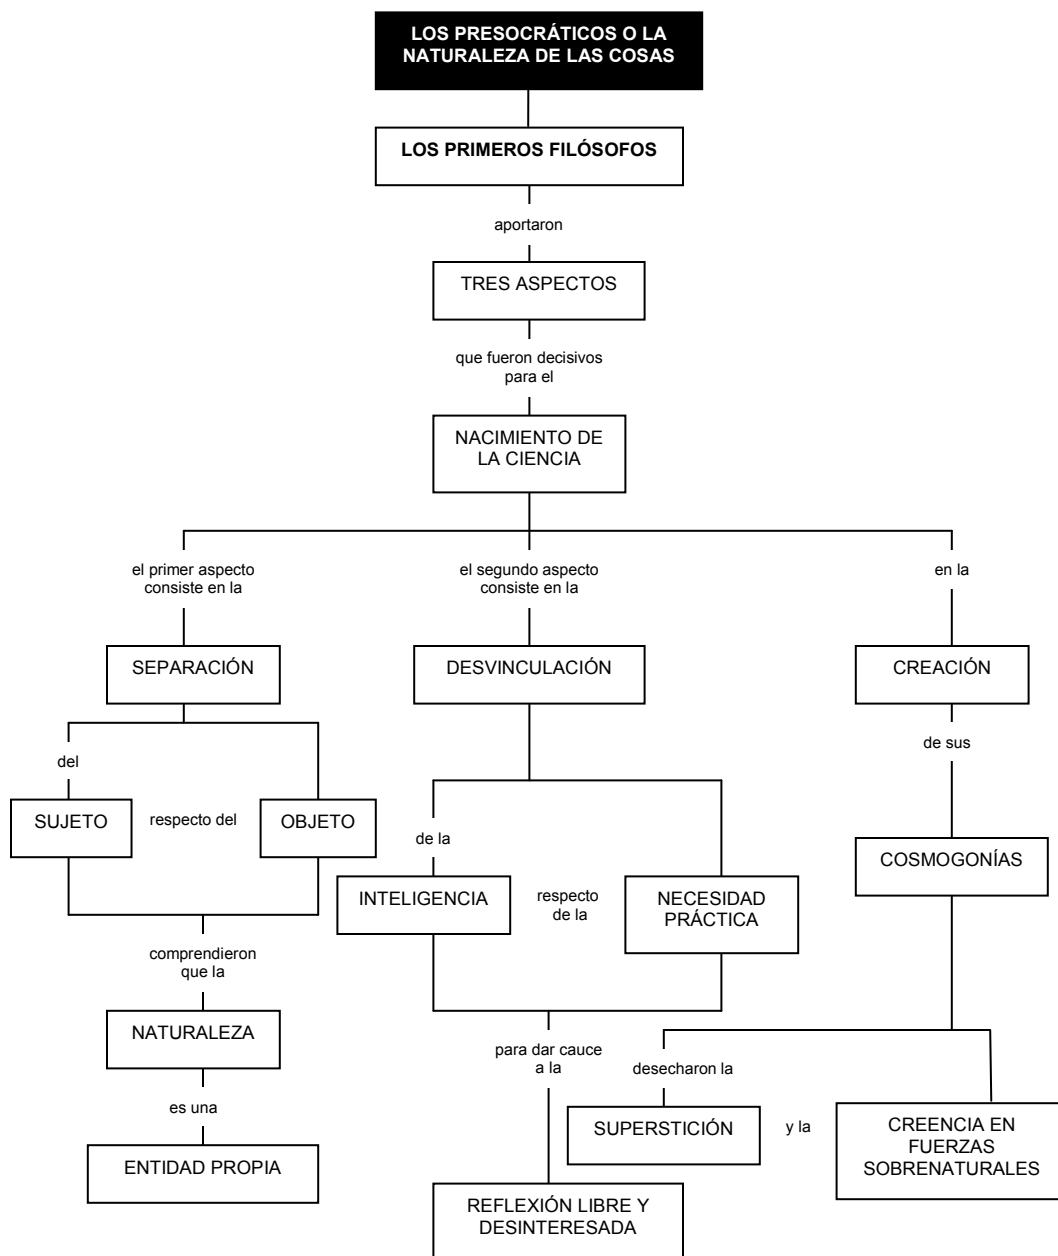 LOS PRESOCRÁTICOS O LA
NATURALEZA DE LAS COSAS
LOS PRIMEROS FILÓSOFOS
aportaron
TRES ASPECTOS
que fueron decisivos
para el
NACIMIENTO DE
LA CIENCIA
el primer aspecto
consiste en la
el segundo aspecto
consiste en la
en la
SEPARACIÓN
DESVINCULACIÓN
CREACIÓN
del
de sus
SUJETO
respecto del
OBJETO
de la
COSMOGONÍAS
INTELIGENCIA
respecto
de la
NECESIDAD
PRÁCTICA
comprendieron
que la
NATURALEZA
para dar cauce
a la
desecharon la
es una
SUPERSTICIÓN
y la
CREENCIA EN
FUERZAS
SOBRENATURALES
ENTIDAD PROPIA
REFLEXIÓN LIBRE Y
DESINTERESADA